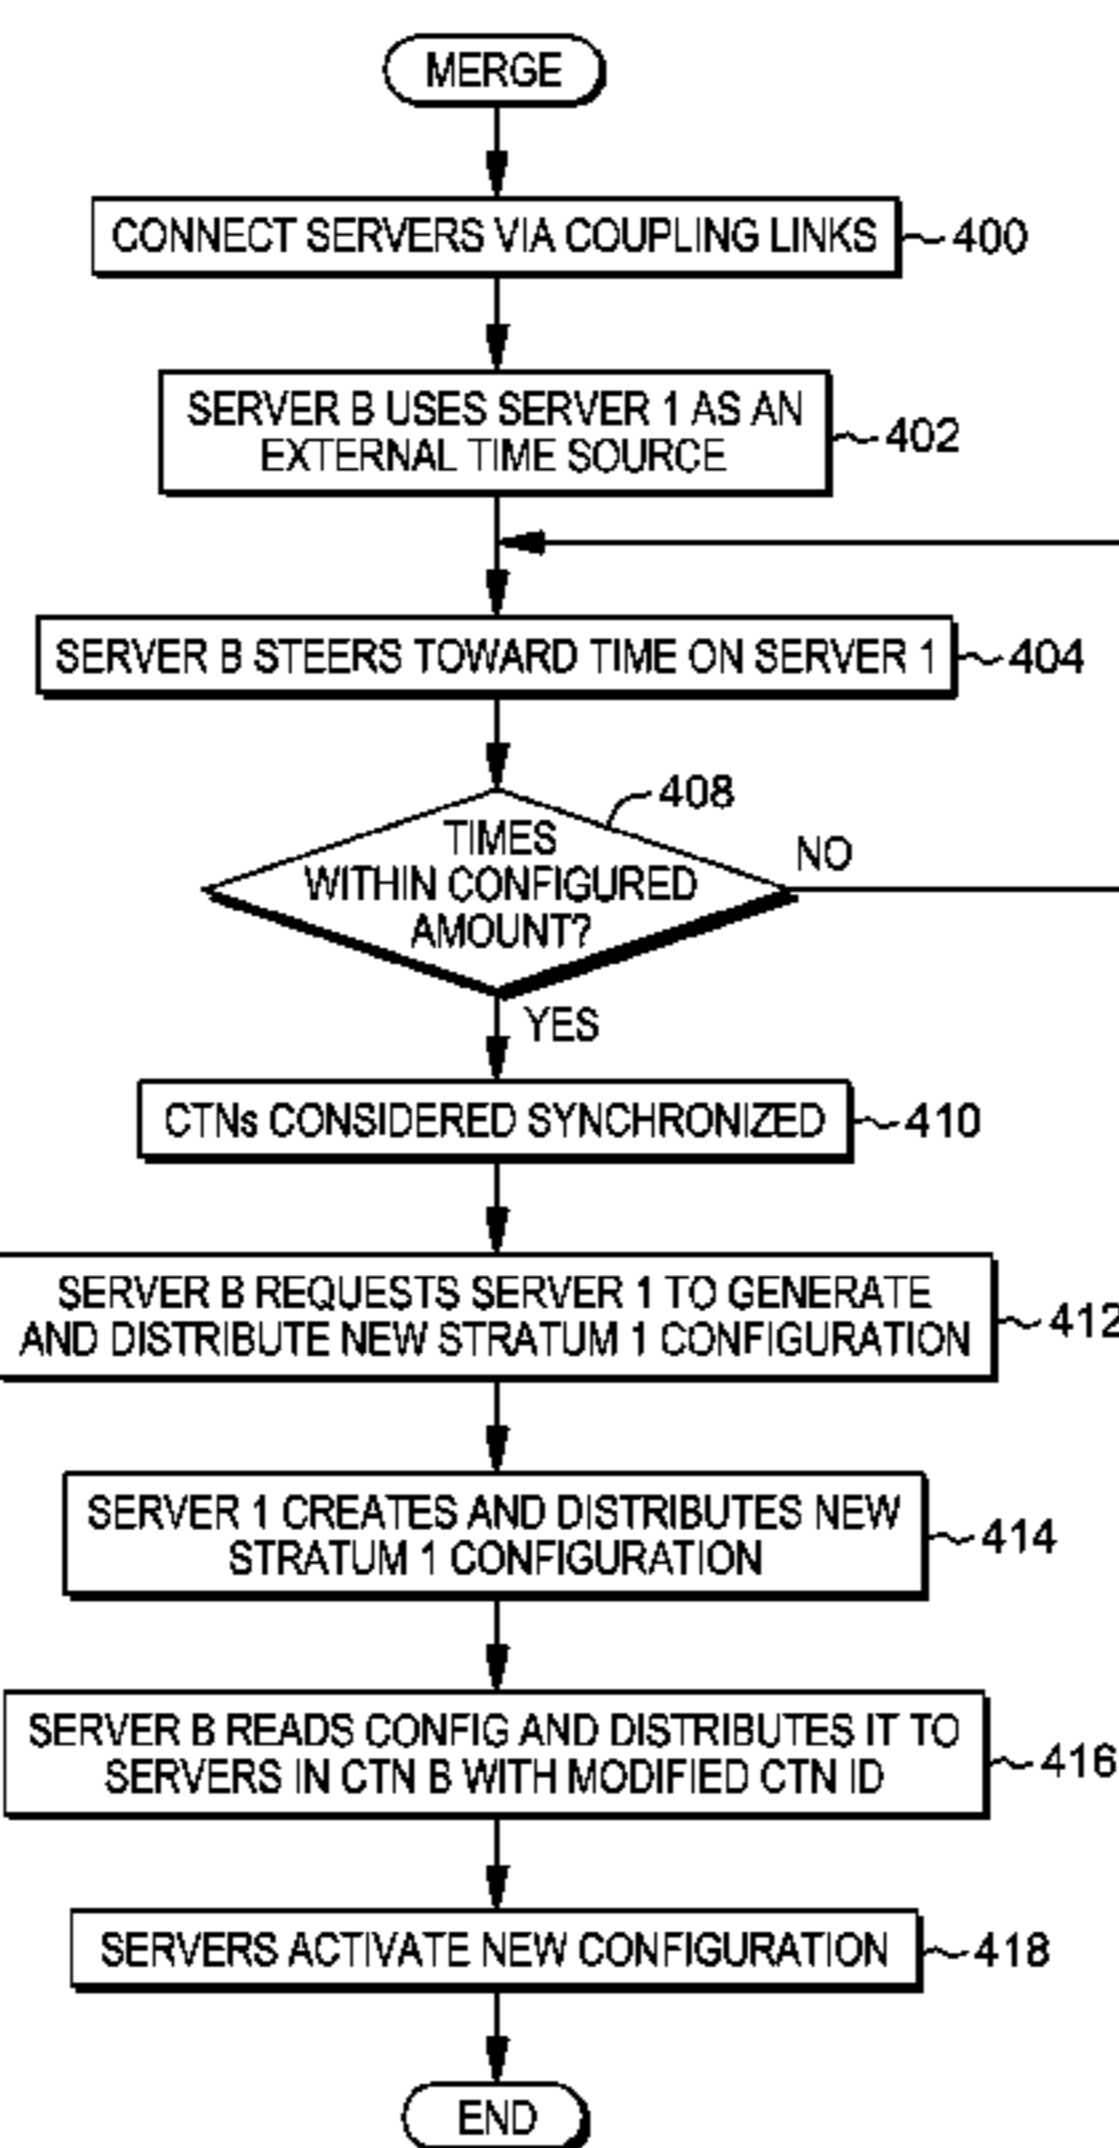 MERGE
CONNECT SERVERS VIA COUPLING LINKS
400
SERVER B USES SERVER 1 AS AN
EXTERNAL TIME SOURCE
402
SERVER B STEERS TOWARD TIME ON SERVER 1
404
408
TIMES
WITHIN CONFIGURED
AMOUNT?
NO
YES
CTNs CONSIDERED SYNCHRONIZED
410
SERVER B REQUESTS SERVER 1 TO GENERATE
AND DISTRIBUTE NEW STRATUM 1 CONFIGURATION
412
SERVER 1 CREATES AND DISTRIBUTES NEW
STRATUM 1 CONFIGURATION
414
SERVER B READS CONFIG AND DISTRIBUTES IT TO
SERVERS IN CTN B WITH MODIFIED CTN ID
416
SERVERS ACTIVATE NEW CONFIGURATION
418
END